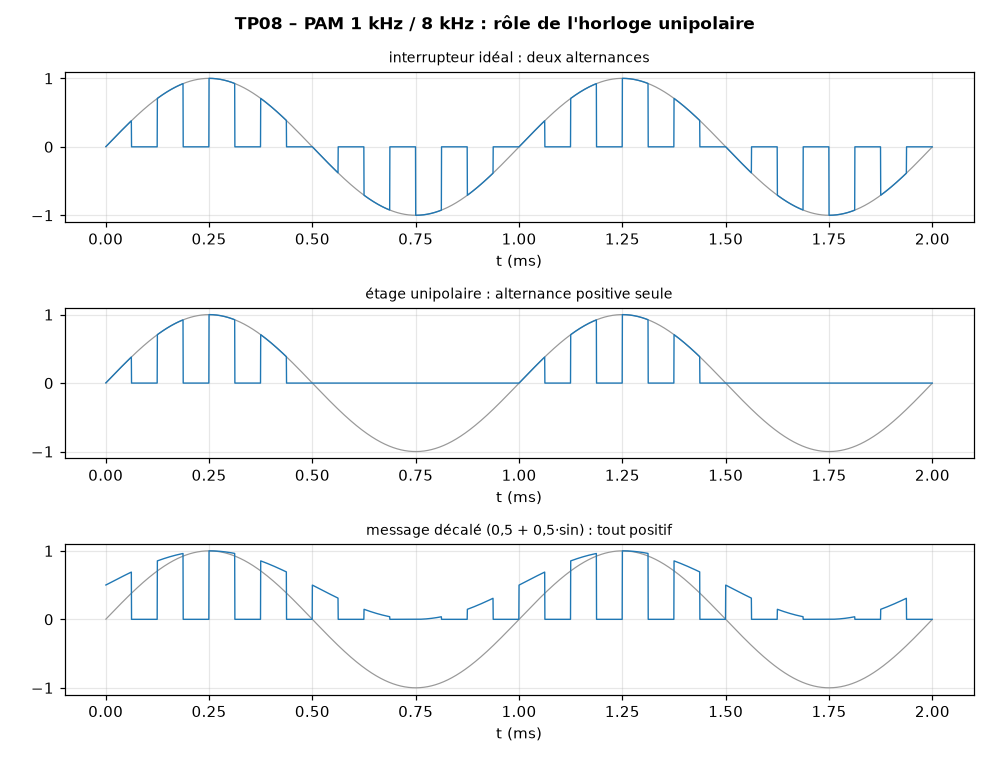 TP08 – PAM 1 kHz / 8 kHz : rôle de l'horloge unipolaire
interrupteur idéal : deux alternances
1
0
−1
0.00 0.25 0.50 0.75 1.00 1.25 1.50 1.75 2.00
t (ms)
étage unipolaire : alternance positive seule
1
0
−1
0.00 0.25 0.50 0.75 1.00 1.25 1.50 1.75 2.00
t (ms)
message décalé (0,5 + 0,5·sin) : tout positif
1
0
−1
0.00 0.25 0.50 0.75 1.00 1.25 1.50 1.75 2.00
t (ms)